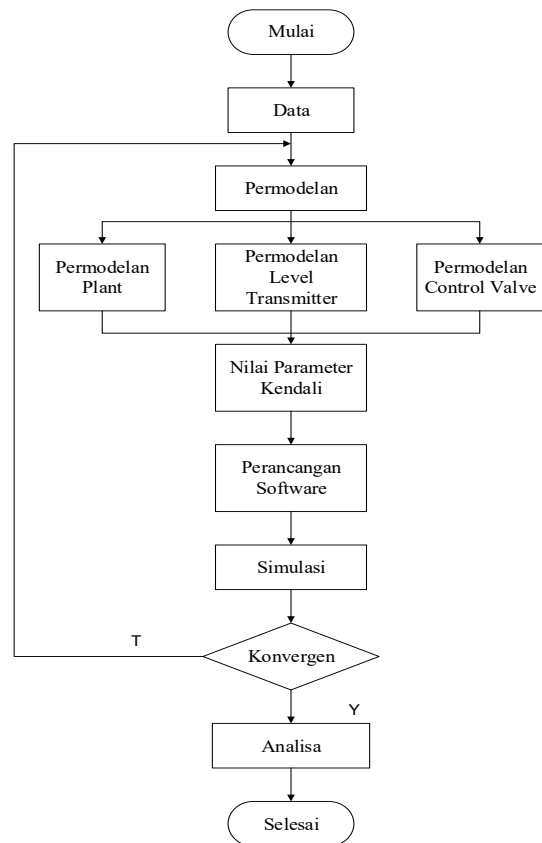 Mulai
Data
Permodelan
Permodelan
Plant
Permodelan
Level
Transmitter
Permodelan
Control Valve
Nilai Parameter
Kendali
Perancangan
Software
Simulasi
T
Konvergen
Y
Analisa
Selesai